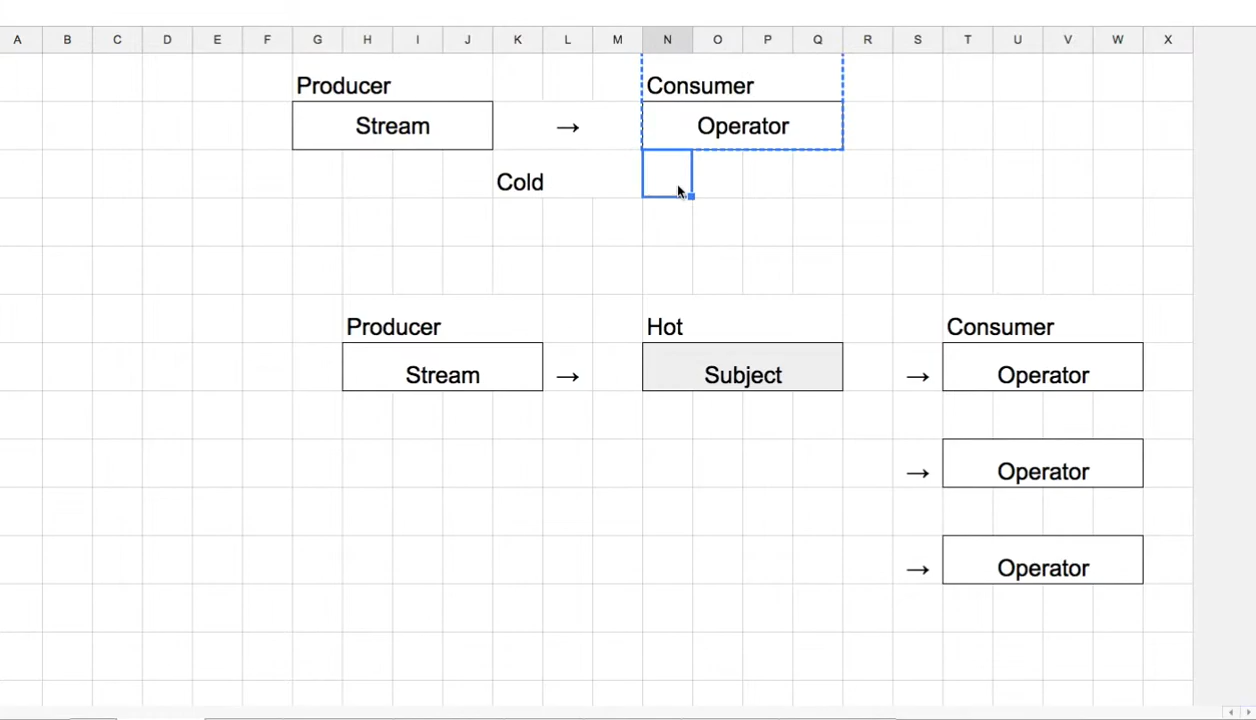 A B C D E F G H I J K L M N O P Q R S T U V W X
Producer Consumer
Stream → Operator
Cold
Producer Hot Consumer
Stream → Subject → Operator
→ Operator
→ Operator